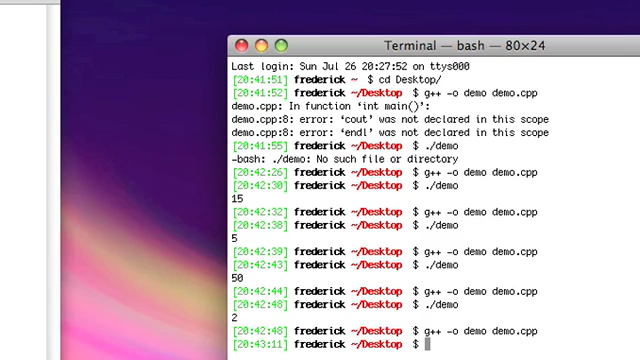 Terminal — bash — 80×24
Last login: Sun Jul 26 20:27:52 on ttys000
[20:41:51] frederick ~ $ cd Desktop/
[20:41:52] frederick ~/Desktop $ g++ -o demo demo.cpp
demo.cpp: In function ‘int main()’:
demo.cpp:8: error: ‘cout’ was not declared in this scope
demo.cpp:8: error: ‘endl’ was not declared in this scope
[20:41:55] frederick ~/Desktop $ ./demo
-bash: ./demo: No such file or directory
[20:42:26] frederick ~/Desktop $ g++ -o demo demo.cpp
[20:42:30] frederick ~/Desktop $ ./demo
15
[20:42:32] frederick ~/Desktop $ g++ -o demo demo.cpp
[20:42:38] frederick ~/Desktop $ ./demo
5
[20:42:39] frederick ~/Desktop $ g++ -o demo demo.cpp
[20:42:43] frederick ~/Desktop $ ./demo
50
[20:42:44] frederick ~/Desktop $ g++ -o demo demo.cpp
[20:42:48] frederick ~/Desktop $ ./demo
2
[20:42:48] frederick ~/Desktop $ g++ -o demo demo.cpp
[20:43:11] frederick ~/Desktop $